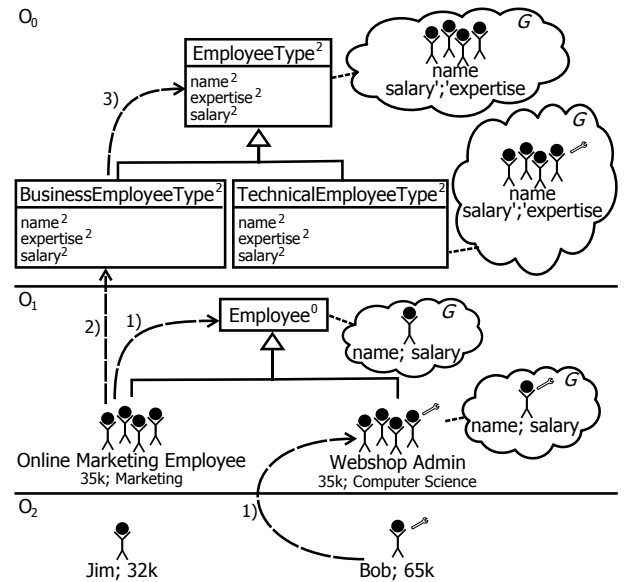 O0
EmployeeType2
name2
expertise2
salary2
G
name
salary';'expertise
3)
BusinessEmployeeType2
name2
expertise2
salary2
TechnicalEmployeeType2
name2
expertise2
salary2
G
name
salary';'expertise
O1
2)
1)
Employee0
G
name; salary
Online Marketing Employee
35k; Marketing
Webshop Admin
35k; Computer Science
G
name; salary
O2
1)
Jim; 32k
Bob; 65k